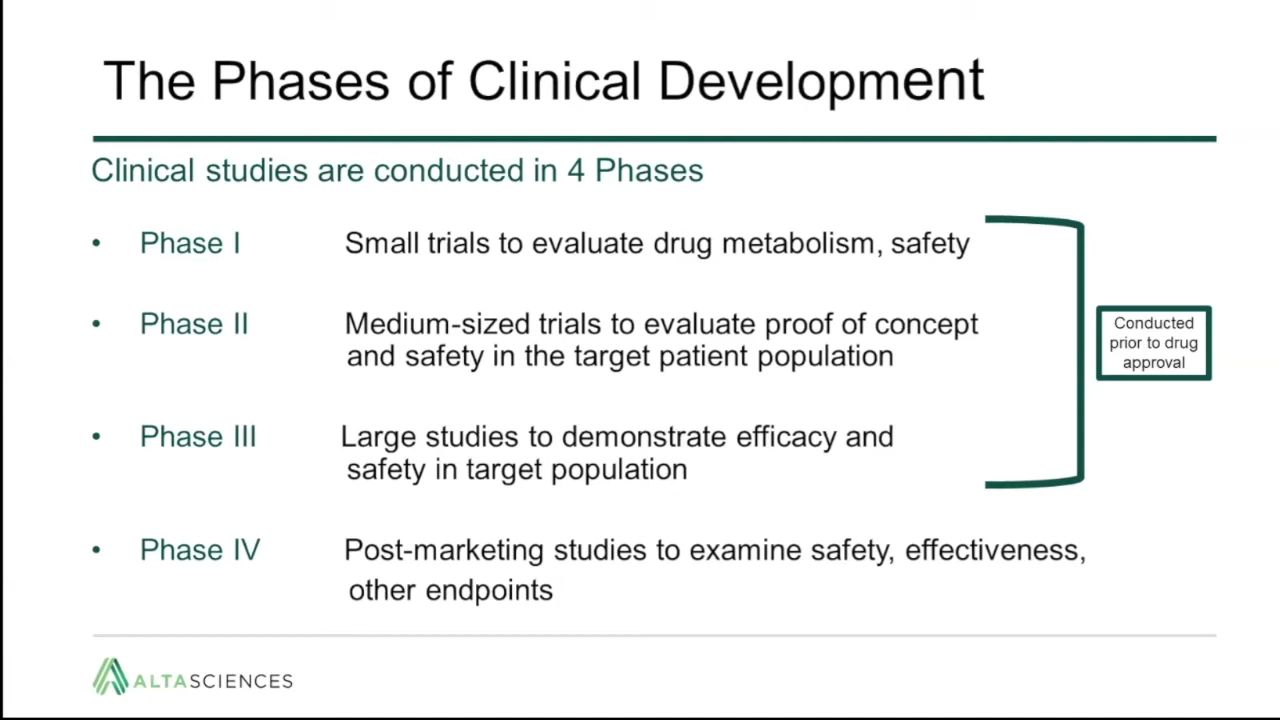 The Phases of Clinical Development
Clinical studies are conducted in 4 Phases
• Phase I Small trials to evaluate drug metabolism, safety
• Phase II Medium-sized trials to evaluate proof of concept
and safety in the target patient population
• Phase III Large studies to demonstrate efficacy and
safety in target population
• Phase IV Post-marketing studies to examine safety, effectiveness,
other endpoints
Conducted
prior to drug
approval
ALTASCIENCES